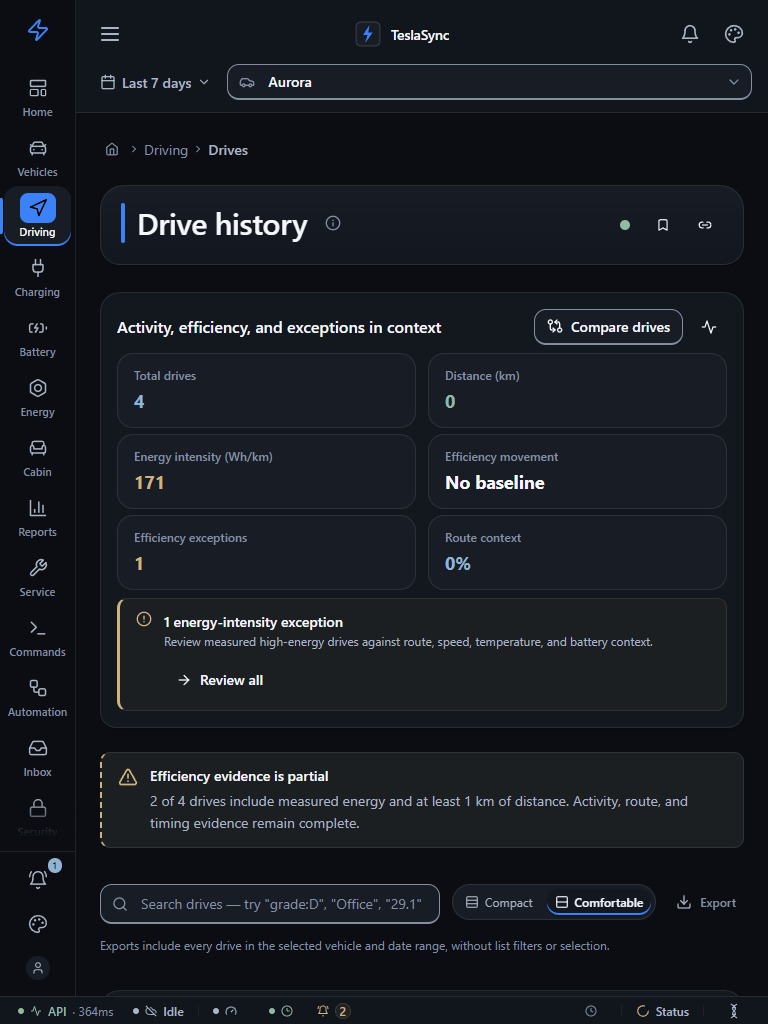 TeslaSync
Last 7 days
Aurora
Home
Vehicles
Driving
Charging
Battery
Energy
Cabin
Reports
Service
Commands
Automation
Inbox
Security
1
Driving
Drives
Drive history
Activity, efficiency, and exceptions in context
Compare drives
Total drives
4
Distance (km)
0
Energy intensity (Wh/km)
171
Efficiency movement
No baseline
Efficiency exceptions
1
Route context
0%
1 energy-intensity exception
Review measured high-energy drives against route, speed, temperature, and battery context.
Review all
Efficiency evidence is partial
2 of 4 drives include measured energy and at least 1 km of distance. Activity, route, and
timing evidence remain complete.
Search drives — try "grade:D", "Office", "29.1"
Compact
Comfortable
Export
Exports include every drive in the selected vehicle and date range, without list filters or selection.
API · 364ms
Idle
2
Status